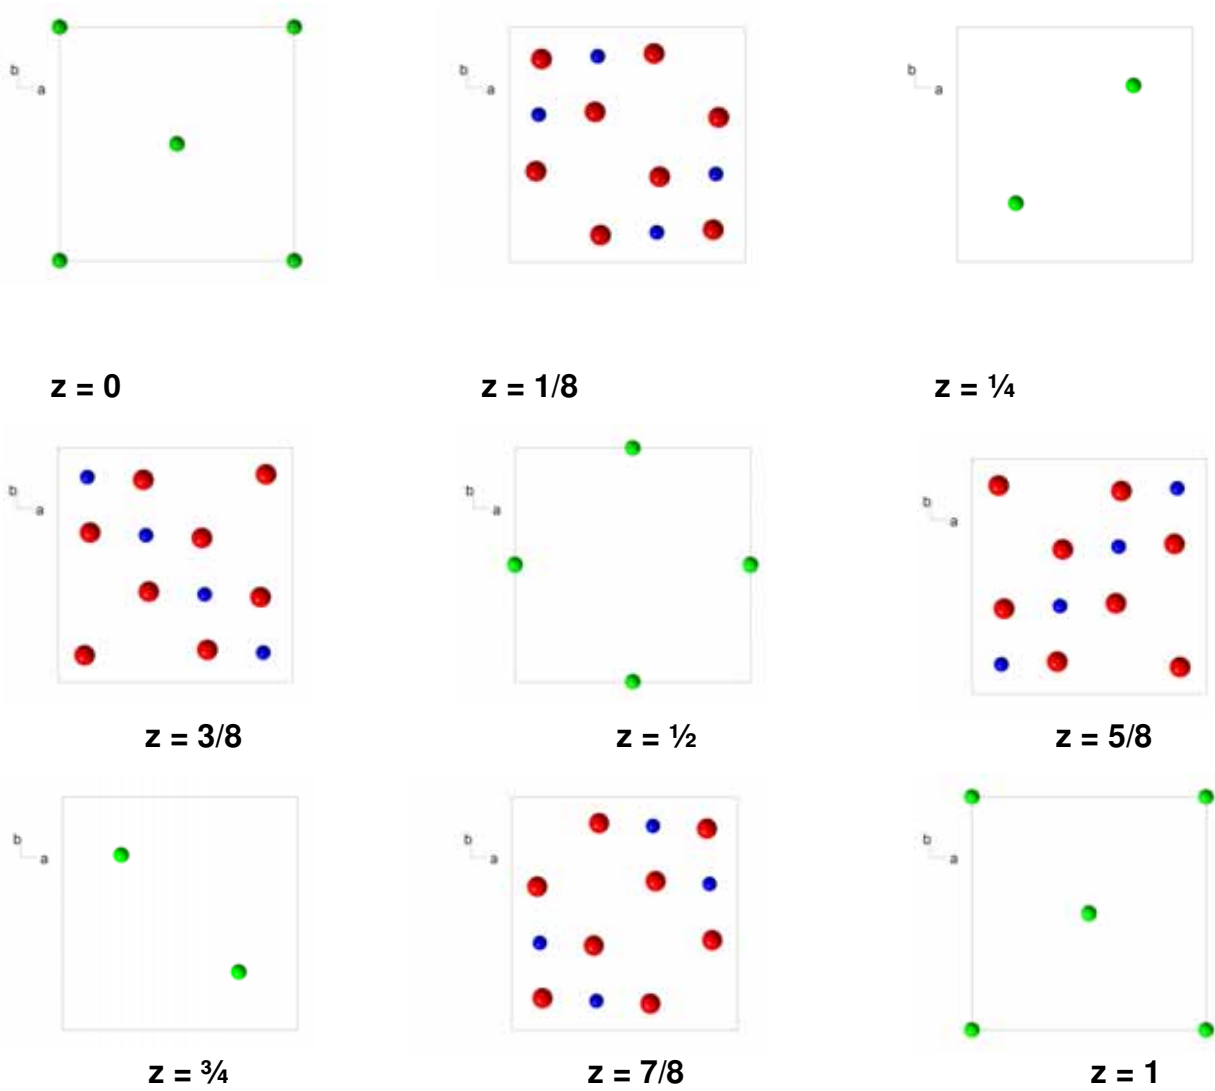 b
a
b
a
b
a
z = 0
z = 1/8
z = ¼
b
a
b
a
b
a
z = 3/8
z = ½
z = 5/8
b
a
b
a
b
a
z = ¾
z = 7/8
z = 1